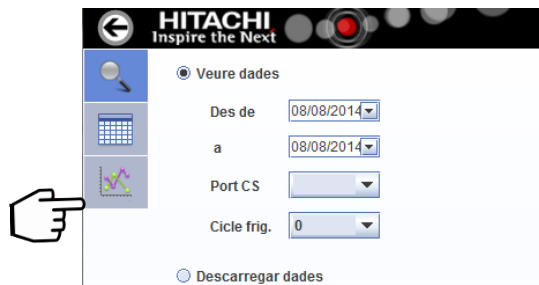 HITACHI
Inspire the Next
Veure dades
Des de 08/08/2014
a 08/08/2014
Port CS
Cicle frig. 0
Descarregar dades